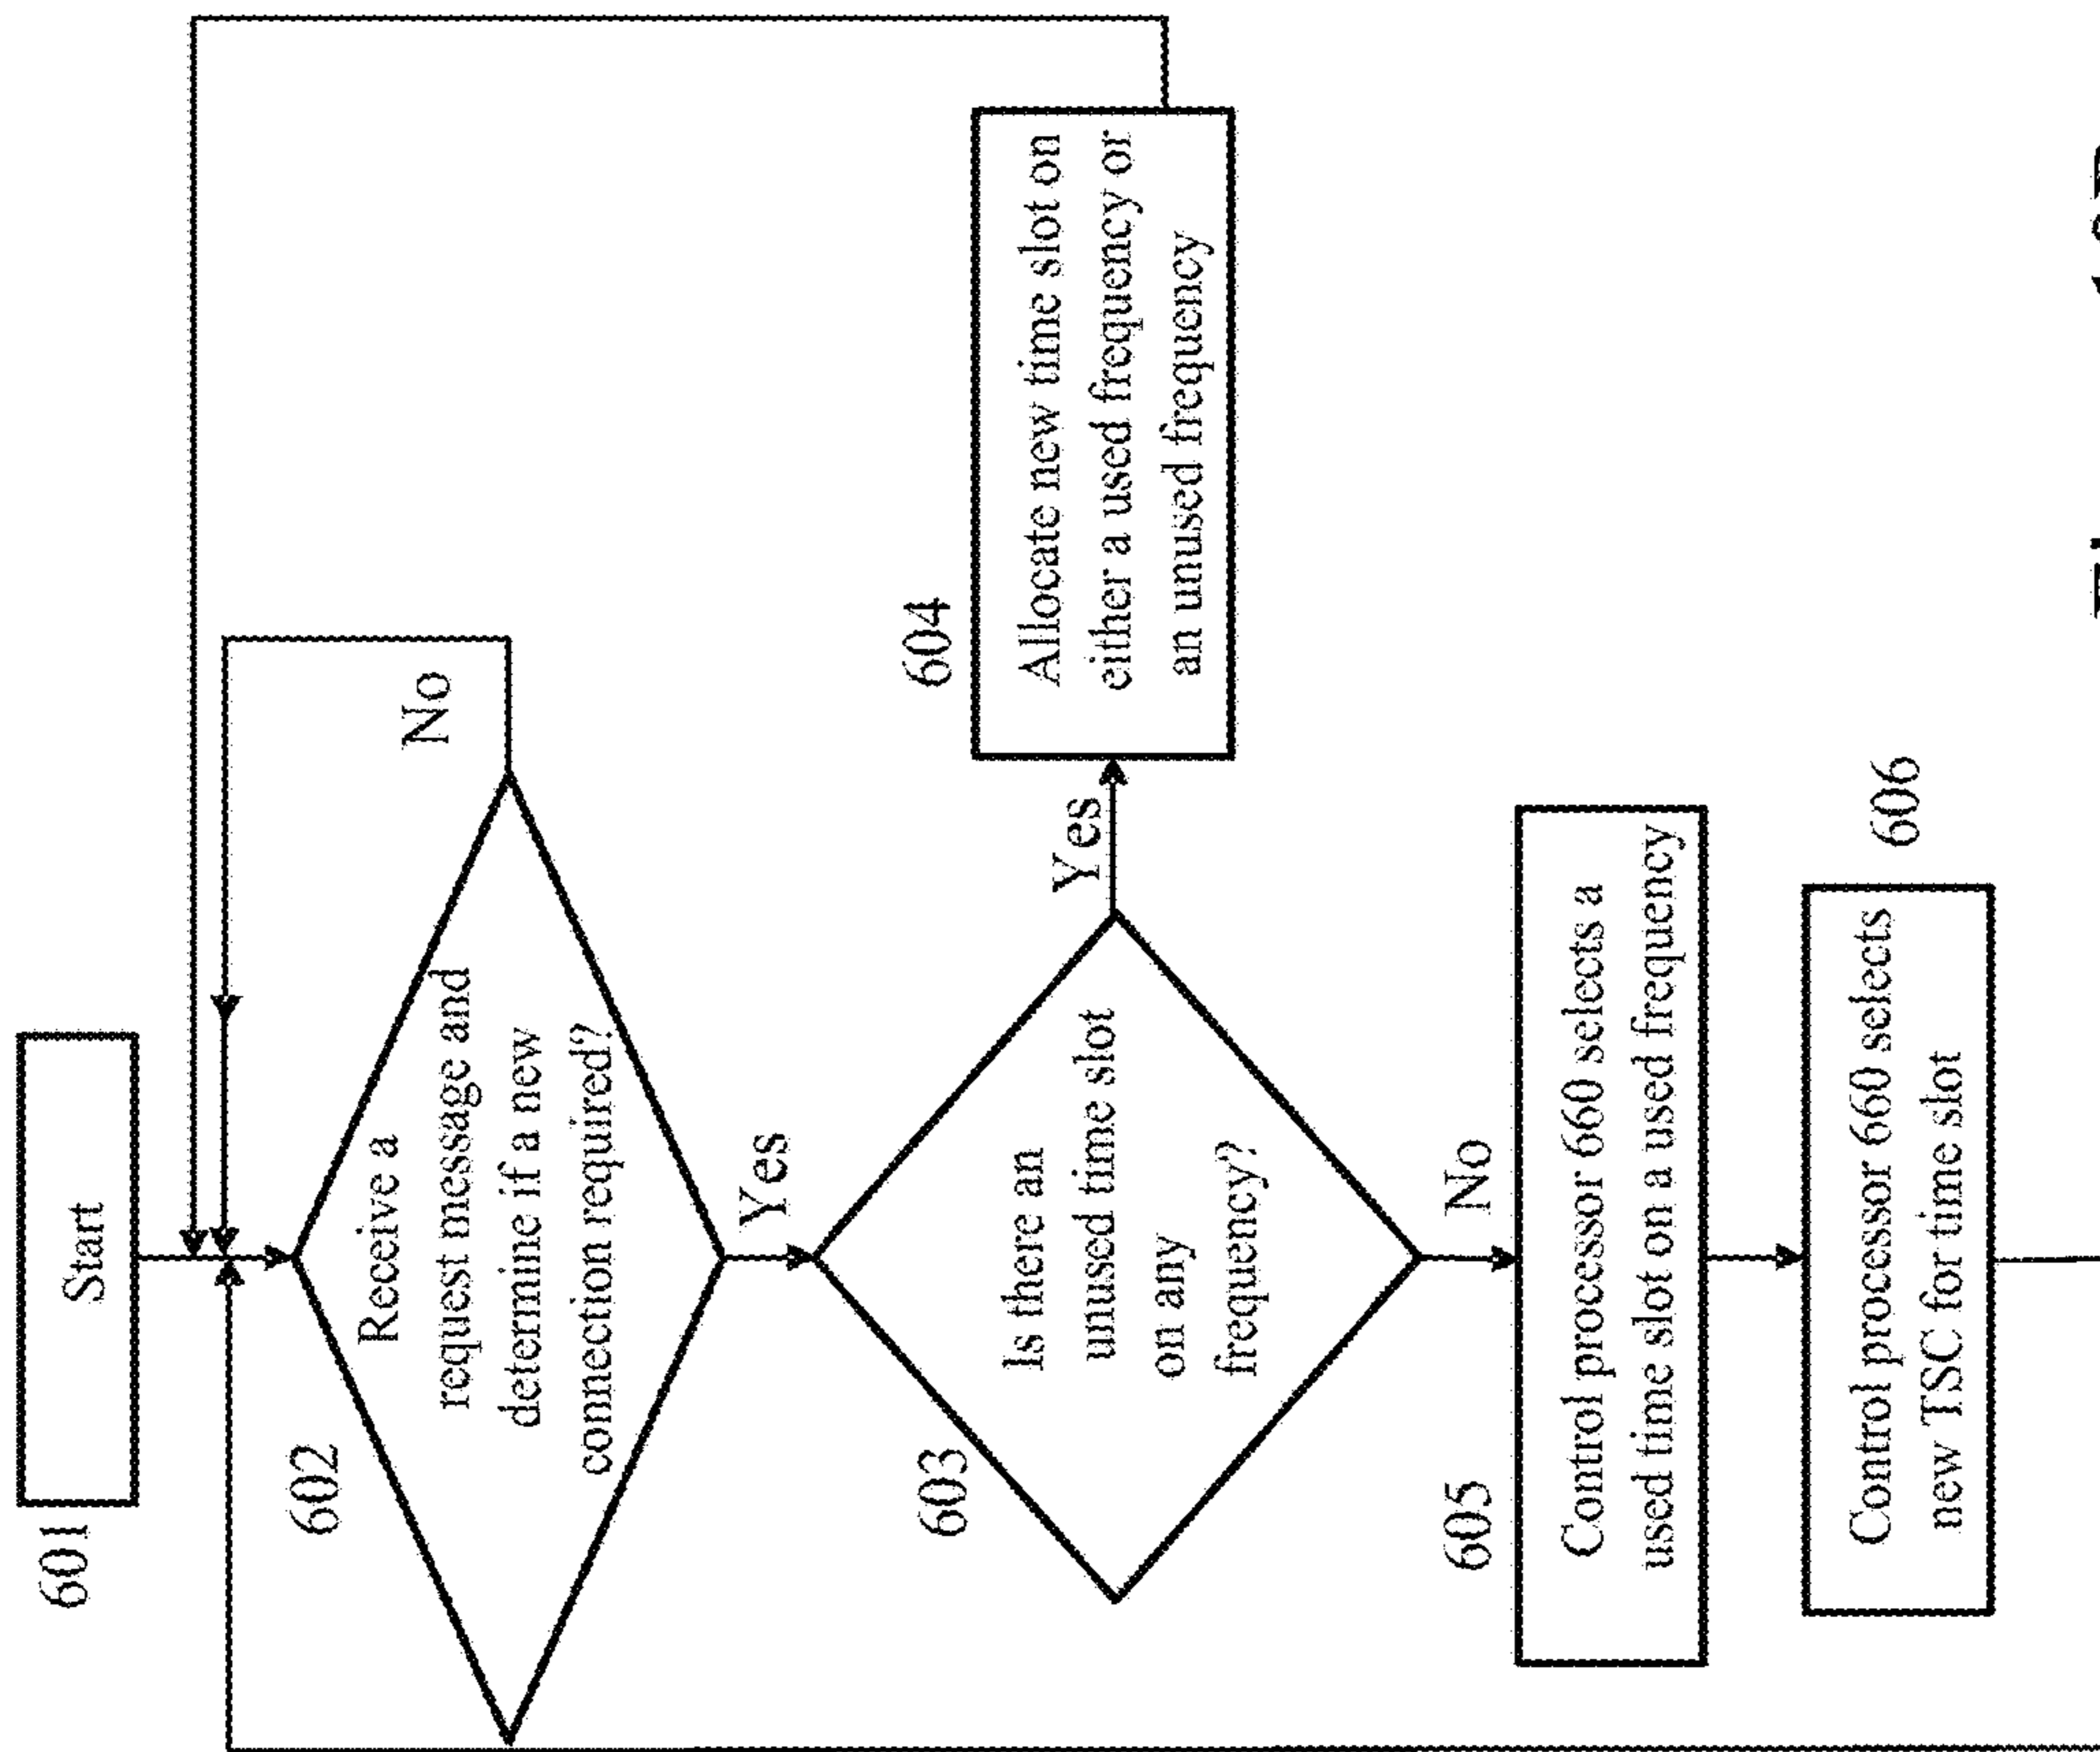 601
Start
602
Receive a
request message and
determine if a new
connection required?
No
Yes
603
Is there an
unused time slot
on any
frequency?
Yes
604
Allocate new time slot on
either a used frequency or
an unused frequency
No
605
Control processor 660 selects a
used time slot on a used frequency
606
Control processor 660 selects
new TSC for time slot